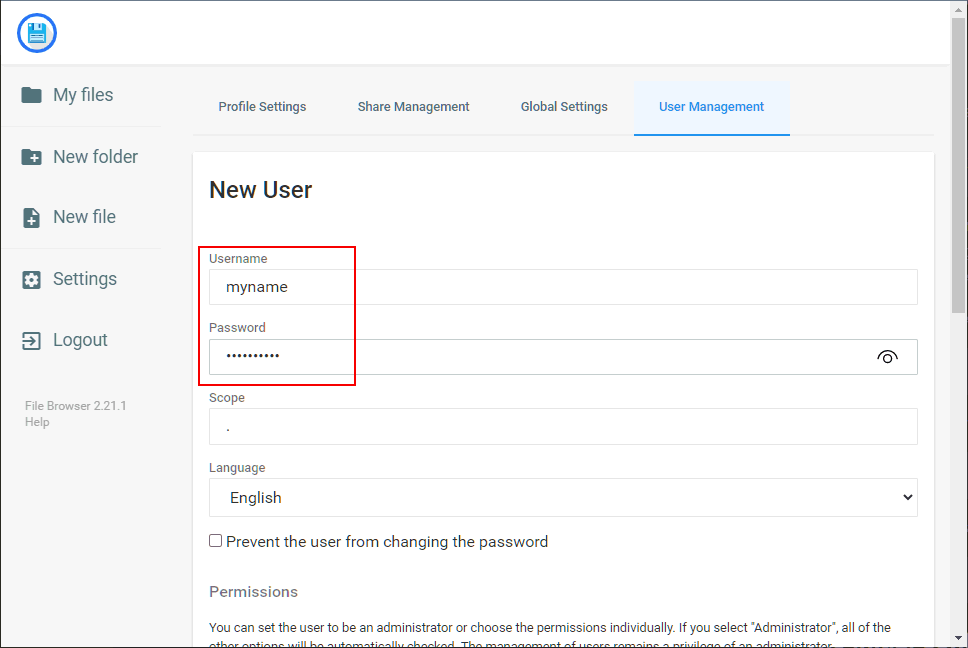 My files
New folder
New file
Settings
Logout
File Browser 2.21.1
Help
Profile Settings
Share Management
Global Settings
User Management
New User
Username
myname
Password
••••••••••
Scope
.
Language
English
Prevent the user from changing the password
Permissions
You can set the user to be an administrator or choose the permissions individually. If you select "Administrator", all of the
other options will be automatically checked. The management of users remains a privilege of an administrator.